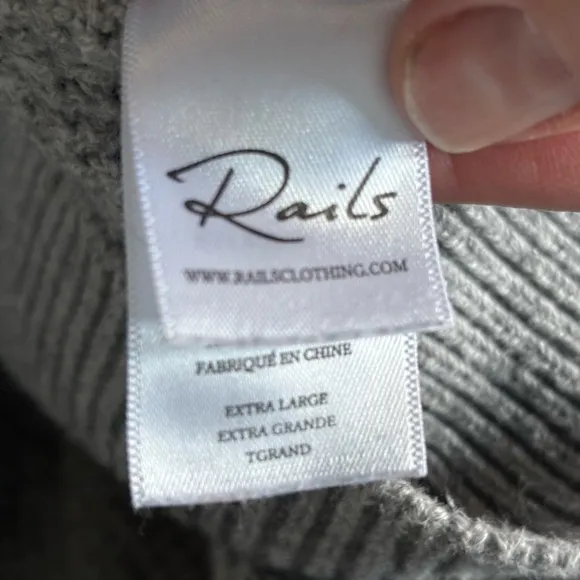 Rails
WWW.RAILSCLOTHING.COM
FABRIQUÉ EN CHINE
EXTRA LARGE
EXTRA GRANDE
TGRAND